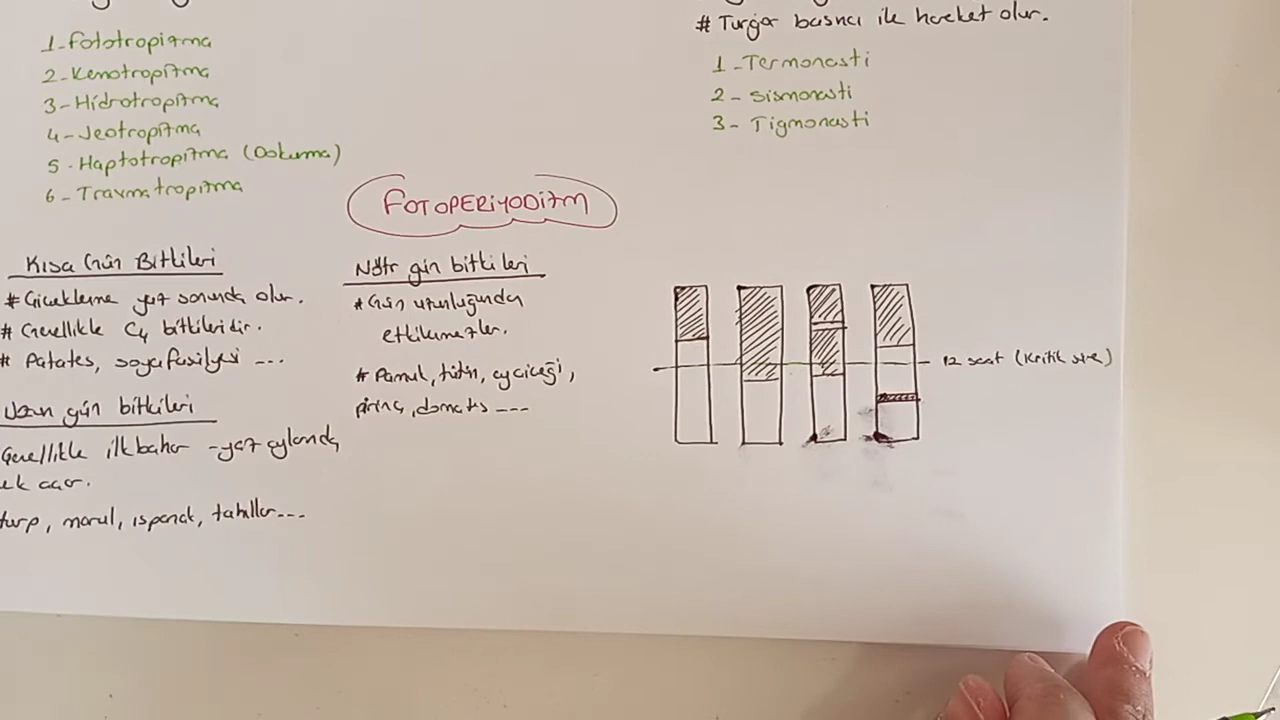 1-Fototropizma
2-Kemotropizma
3-Hidrotropizma
4-Jeotropizma
5-Haptotropizma (Dokunma)
6-Travmatropizma
# Turgor basıncı ile hareket olur.
1-Termonasti
2- Sismonasti
3- Tigmonasti
FOTOPERİYODİZM
Kısa Gün Bitkileri
# Çiçeklenme yaz sonunda olur.
# Genellikle C4 bitkileridir.
# Patates, soya fasulyesi ---
Uzun gün bitkileri
Genellikle ilkbahar -yaz aylarında
açar.
turp, marul, ıspanak, tahıllar---
Nötr gün bitkileri
# Gün uzunluğundan
etkilenmezler.
# Pamuk, tütün, ayçiçeği,
pirinç, domates ---
12 saat (Kritik süre)